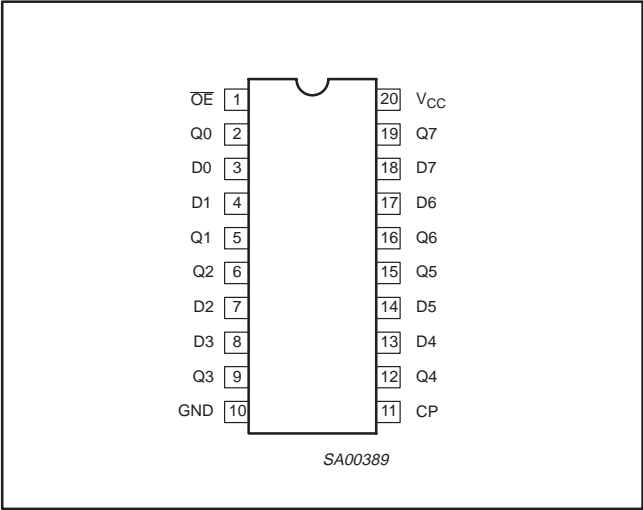 OE 1 20 VCC
Q0 2 19 Q7
D0 3 18 D7
D1 4 17 D6
Q1 5 16 Q6
Q2 6 15 Q5
D2 7 14 D5
D3 8 13 D4
Q3 9 12 Q4
GND 10 11 CP
SA00389